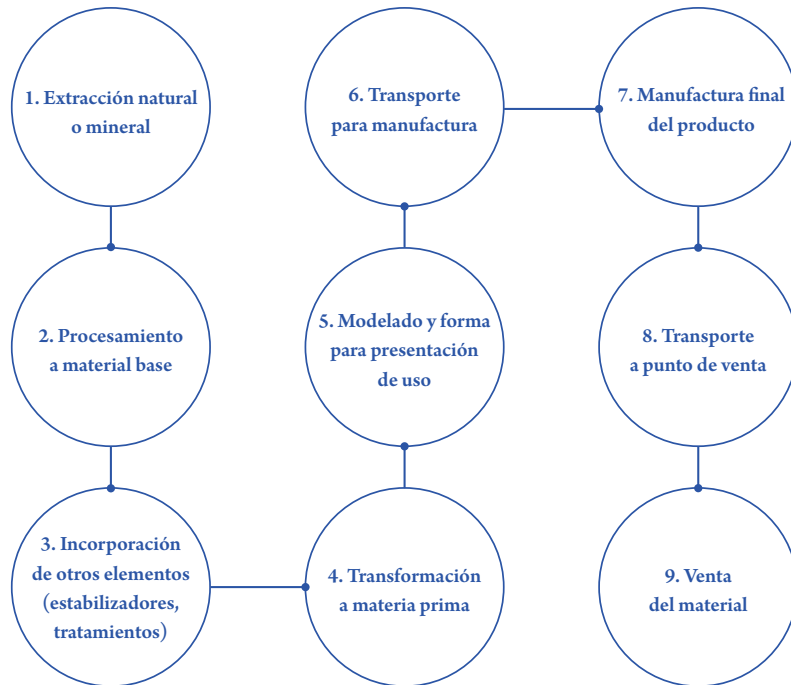 1. Extracción natural
o mineral
2. Procesamiento
a material base
3. Incorporación
de otros elementos
(estabilizadores,
tratamientos)
4. Transformación
a materia prima
5. Modelado y forma
para presentación
de uso
6. Transporte
para manufactura
7. Manufactura final
del producto
8. Transporte
a punto de venta
9. Venta
del material